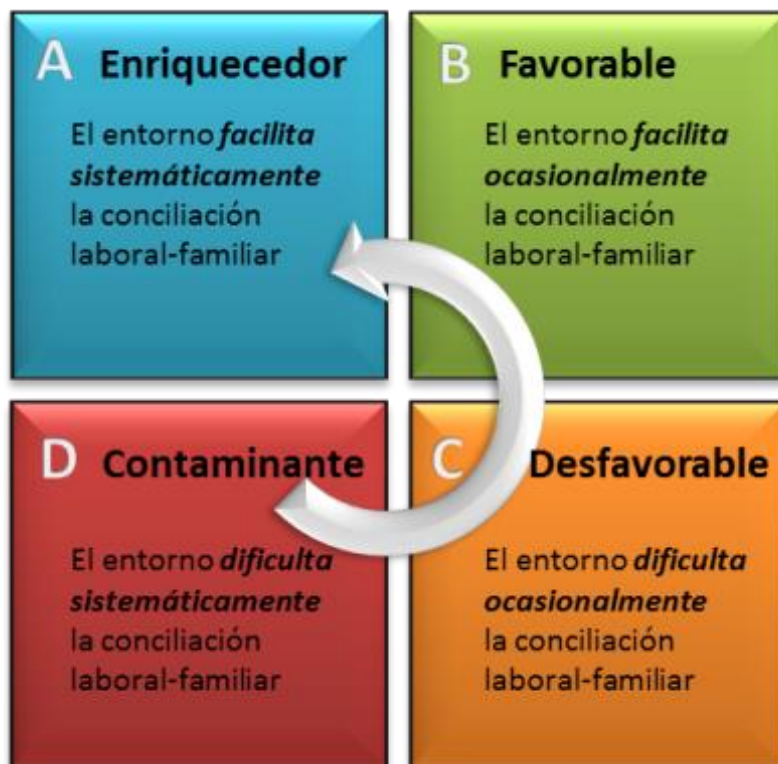 A Enriquecedor
El entorno facilita
sistemáticamente
la conciliación
laboral-familiar
B Favorable
El entorno facilita
ocasionalmente
la conciliación
laboral-familiar
D Contaminante
El entorno dificulta
sistemáticamente
la conciliación
laboral-familiar
C Desfavorable
El entorno dificulta
ocasionalmente
la conciliación
laboral-familiar